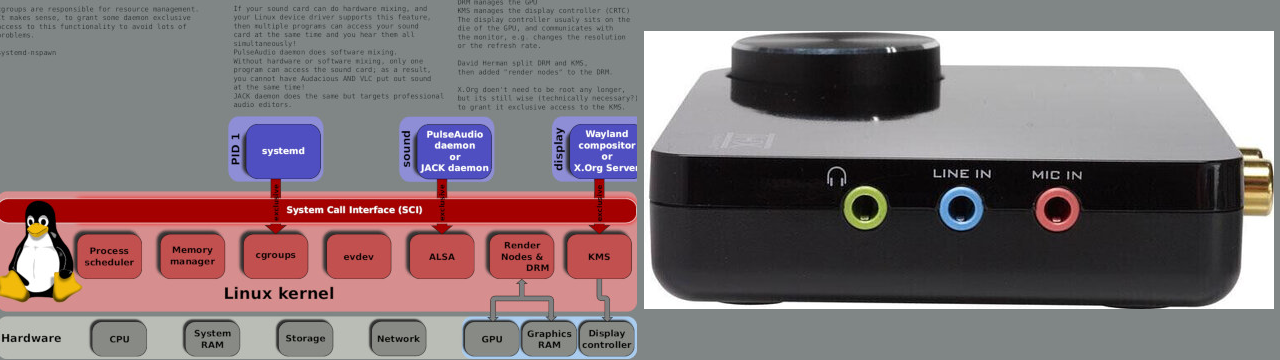 cgroups are responsible for resource management.
It makes sense, to grant some daemon exclusive
access to this functionality to avoid lots of
problems.
systemd-nspawn
If your sound card can do hardware mixing, and
your Linux device driver supports this feature,
then multiple programs can access your sound
card at the same time and you hear them all
simultaneously!
PulseAudio daemon does software mixing.
Without hardware or software mixing, only one
program can access the sound card; as a result,
you cannot have Audacious AND VLC put out sound
at the same time!
JACK daemon does the same but targets professional
audio editors.
DRM manages the GPU
KMS manages the display controller (CRTC)
The display controller usualy sits on the
die of the GPU, and communicates with
the monitor, e.g. changes the resolution
or the refresh rate.
David Herman split DRM and KMS,
then added "render nodes" to the DRM.
X.Org doen't need to be root any longer,
but its still wise (technically necessary?)
to grant it exclusive access to the KMS.
PID 1
systemd
sound
PulseAudio
daemon
or
JACK daemon
display
Wayland
compositor
or
X.Org Server
exclusive
exclusive
exclusive
System Call Interface (SCI)
Process
scheduler
Memory
manager
cgroups
evdev
ALSA
Render
Nodes &
DRM
KMS
Linux kernel
Hardware
CPU
System
RAM
Storage
Network
GPU
Graphics
RAM
Display
controller
LINE IN
MIC IN